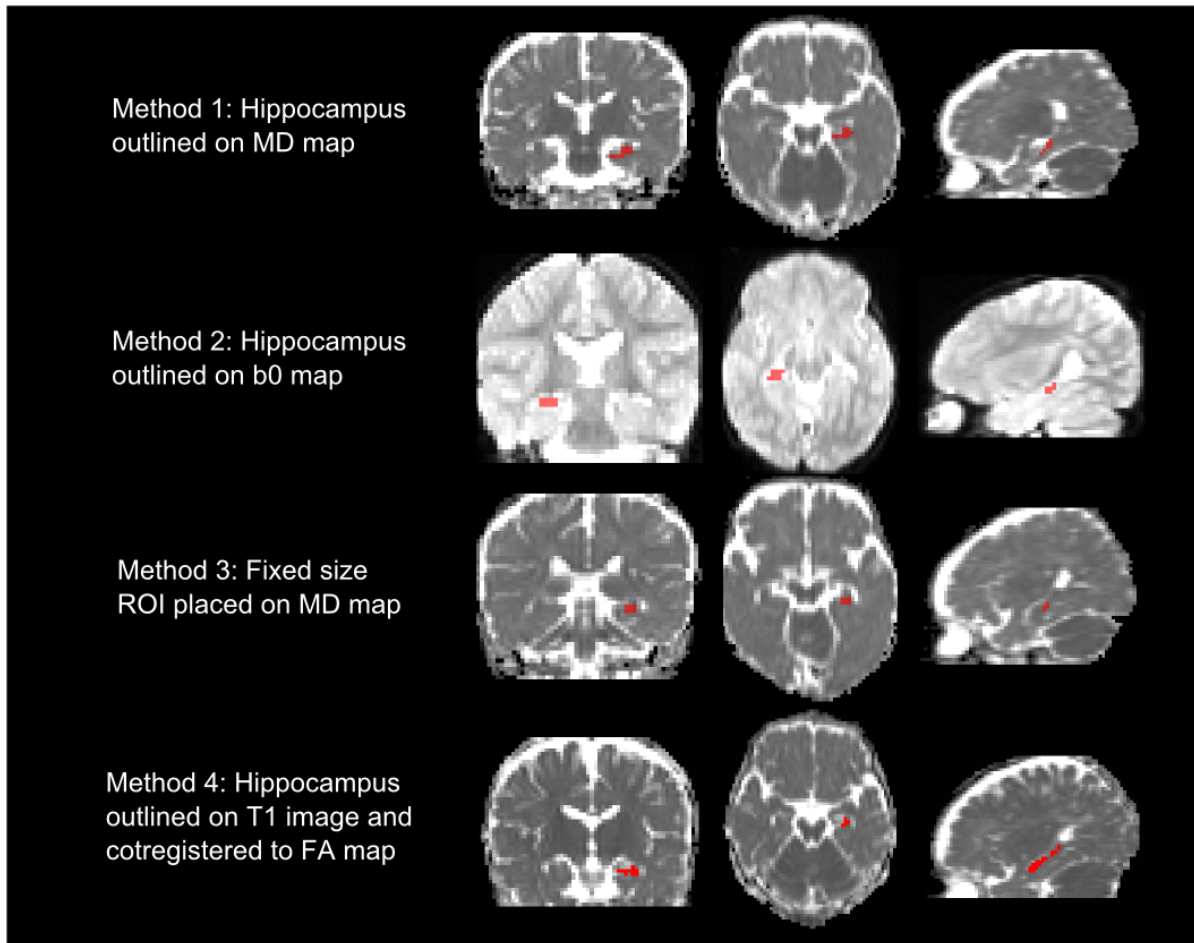 Method 1: Hippocampus
outlined on MD map
Method 2: Hippocampus
outlined on b0 map
Method 3: Fixed size
ROI placed on MD map
Method 4: Hippocampus
outlined on T1 image and
cotregistered to FA map